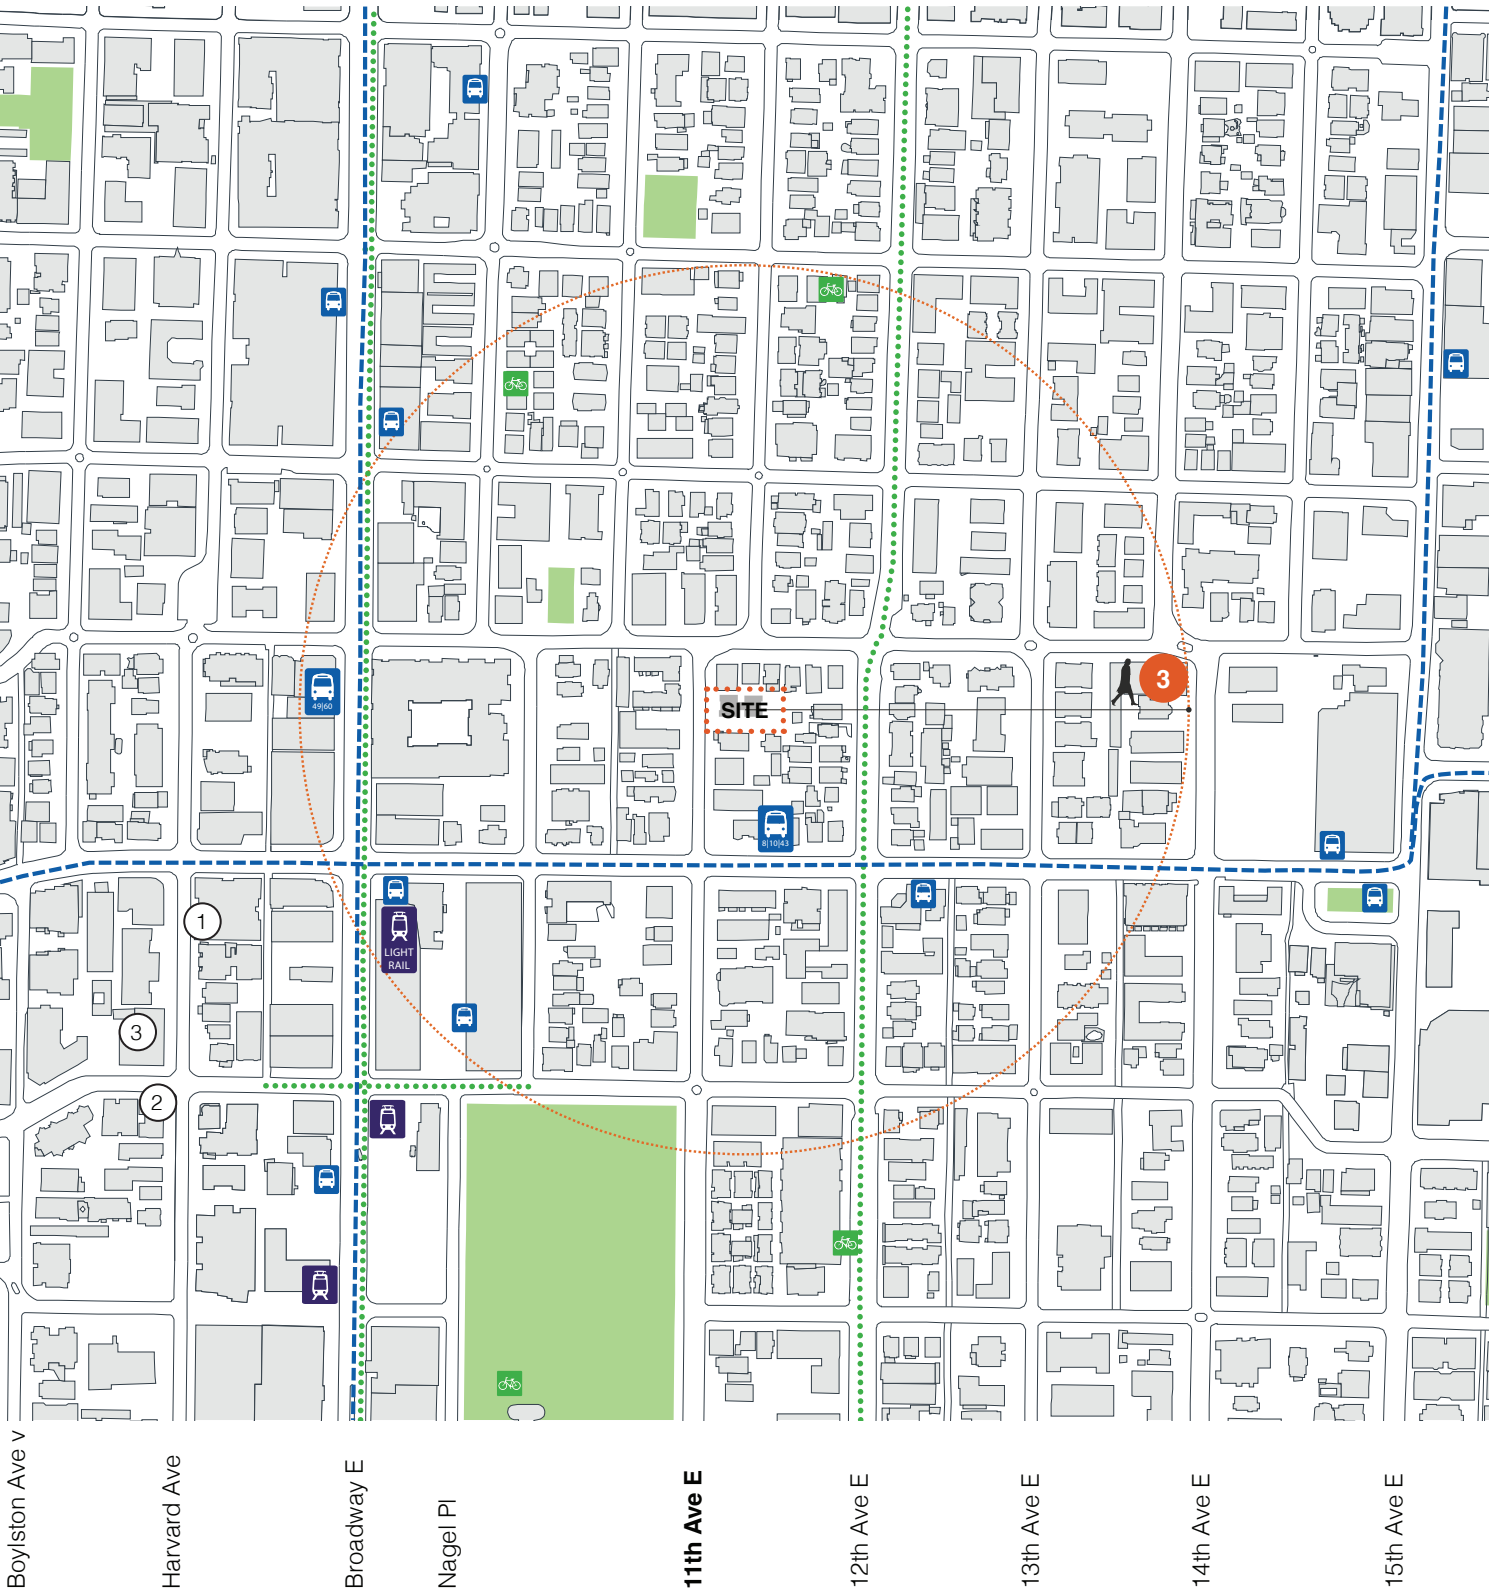 49|60
3
SITE
8|10|43
1
LIGHT
RAIL
3
2
Boylston Ave v
Harvard Ave
Broadway E
Nagel Pl
11th Ave E
12th Ave E
13th Ave E
14th Ave E
15th Ave E